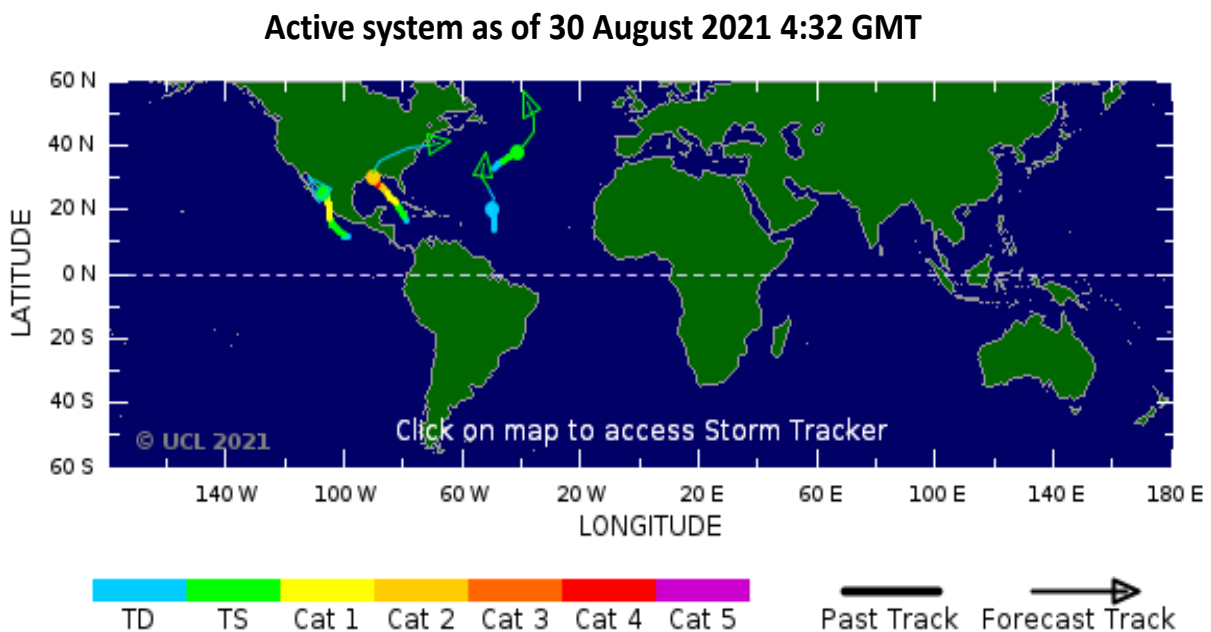 Active system as of 30 August 2021 4:32 GMT
60 N
40 N
20 N
0 N
20 S
40 S
60 S
LATITUDE
Click on map to access Storm Tracker
© UCL 2021
140 W 100 W 60 W 20 W 20 E 60 E 100 E 140 E 180 E
LONGITUDE
TD TS Cat 1 Cat 2 Cat 3 Cat 4 Cat 5 Past Track Forecast Track